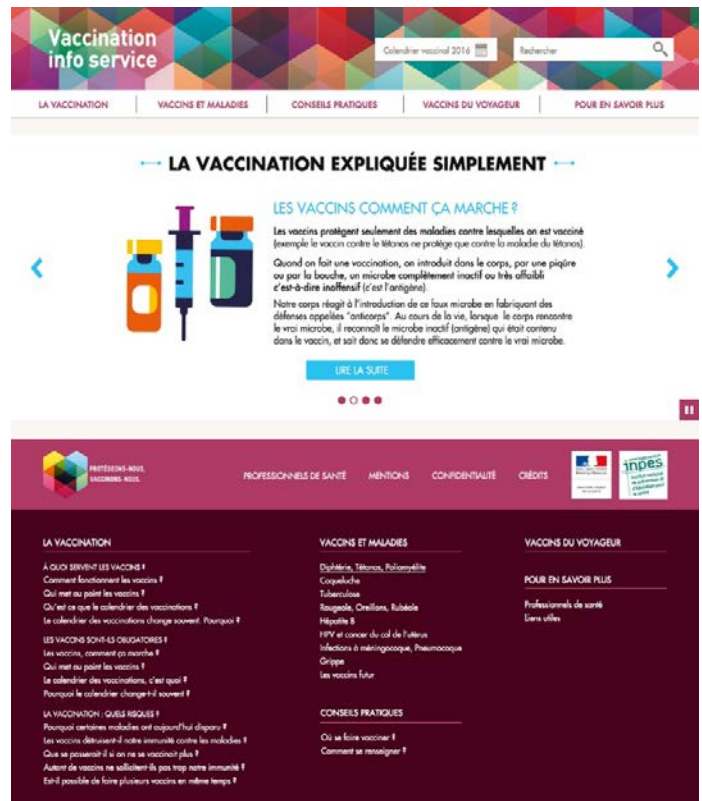 Vaccination
info service
Calendrier vaccinal 2016
Rechercher
LA VACCINATION
VACCINS ET MALADIES
CONSEILS PRATIQUES
VACCINS DU VOYAGEUR
POUR EN SAVOIR PLUS
LA VACCINATION EXPLIQUÉE SIMPLEMENT
LES VACCINS COMMENT ÇA MARCHE ?
Les vaccins protègent seulement des maladies contre lesquelles on est vacciné
(exemple le vaccin contre le tétanos ne protège que contre la maladie du tétanos).
Quand on fait une vaccination, on introduit dans le corps, par une piqûre
ou par la bouche, un microbe complètement inactif ou très affaibli
c'est-à-dire inoffensif (c'est l'antigène).
Notre corps réagit à l'introduction de ce faux microbe en fabriquant des
défenses appelées "anticorps". Au cours de la vie, lorsque le corps rencontre
le vrai microbe, il reconnaît le microbe inactif (antigène) qui était contenu
dans le vaccin, et sait donc se défendre efficacement contre le vrai microbe.
LIRE LA SUITE
PROTÉGEONS-NOUS,
VACCINONS-NOUS.
PROFESSIONNELS DE SANTÉ
MENTIONS
CONFIDENTIALITÉ
CRÉDITS
inpes
LA VACCINATION
À QUOI SERVENT LES VACCINS ?
Comment fonctionnent les vaccins ?
Qui met au point les vaccins ?
Qu'est ce que le calendrier des vaccinations ?
Le calendrier des vaccinations change souvent. Pourquoi ?
LES VACCINS SONT-ILS OBLIGATOIRES ?
Les vaccins, comment ça marche ?
Qui met au point les vaccins ?
Le calendrier des vaccinations, c'est quoi ?
Pourquoi le calendrier change-t-il souvent ?
LA VACCINATION : QUELS RISQUES ?
Pourquoi certaines maladies ont aujourd'hui disparu ?
Les vaccins détruisent-il notre immunité contre les maladies ?
Que se passerait-il si on ne se vaccinait plus ?
Autant de vaccins ne sollicitent-ils pas trop notre immunité ?
Est-il possible de faire plusieurs vaccins en même temps ?
VACCINS ET MALADIES
Diphtérie, Tétanos, Poliomyélite
Coqueluche
Tuberculose
Rougeole, Oreillons, Rubéole
Hépatite B
HPV et cancer du col de l'utérus
Infections à méningocoque, Pneumocoque
Grippe
Les vaccins futur
CONSEILS PRATIQUES
Où se faire vacciner ?
Comment se renseigner ?
VACCINS DU VOYAGEUR
POUR EN SAVOIR PLUS
Professionnels de santé
Liens utiles